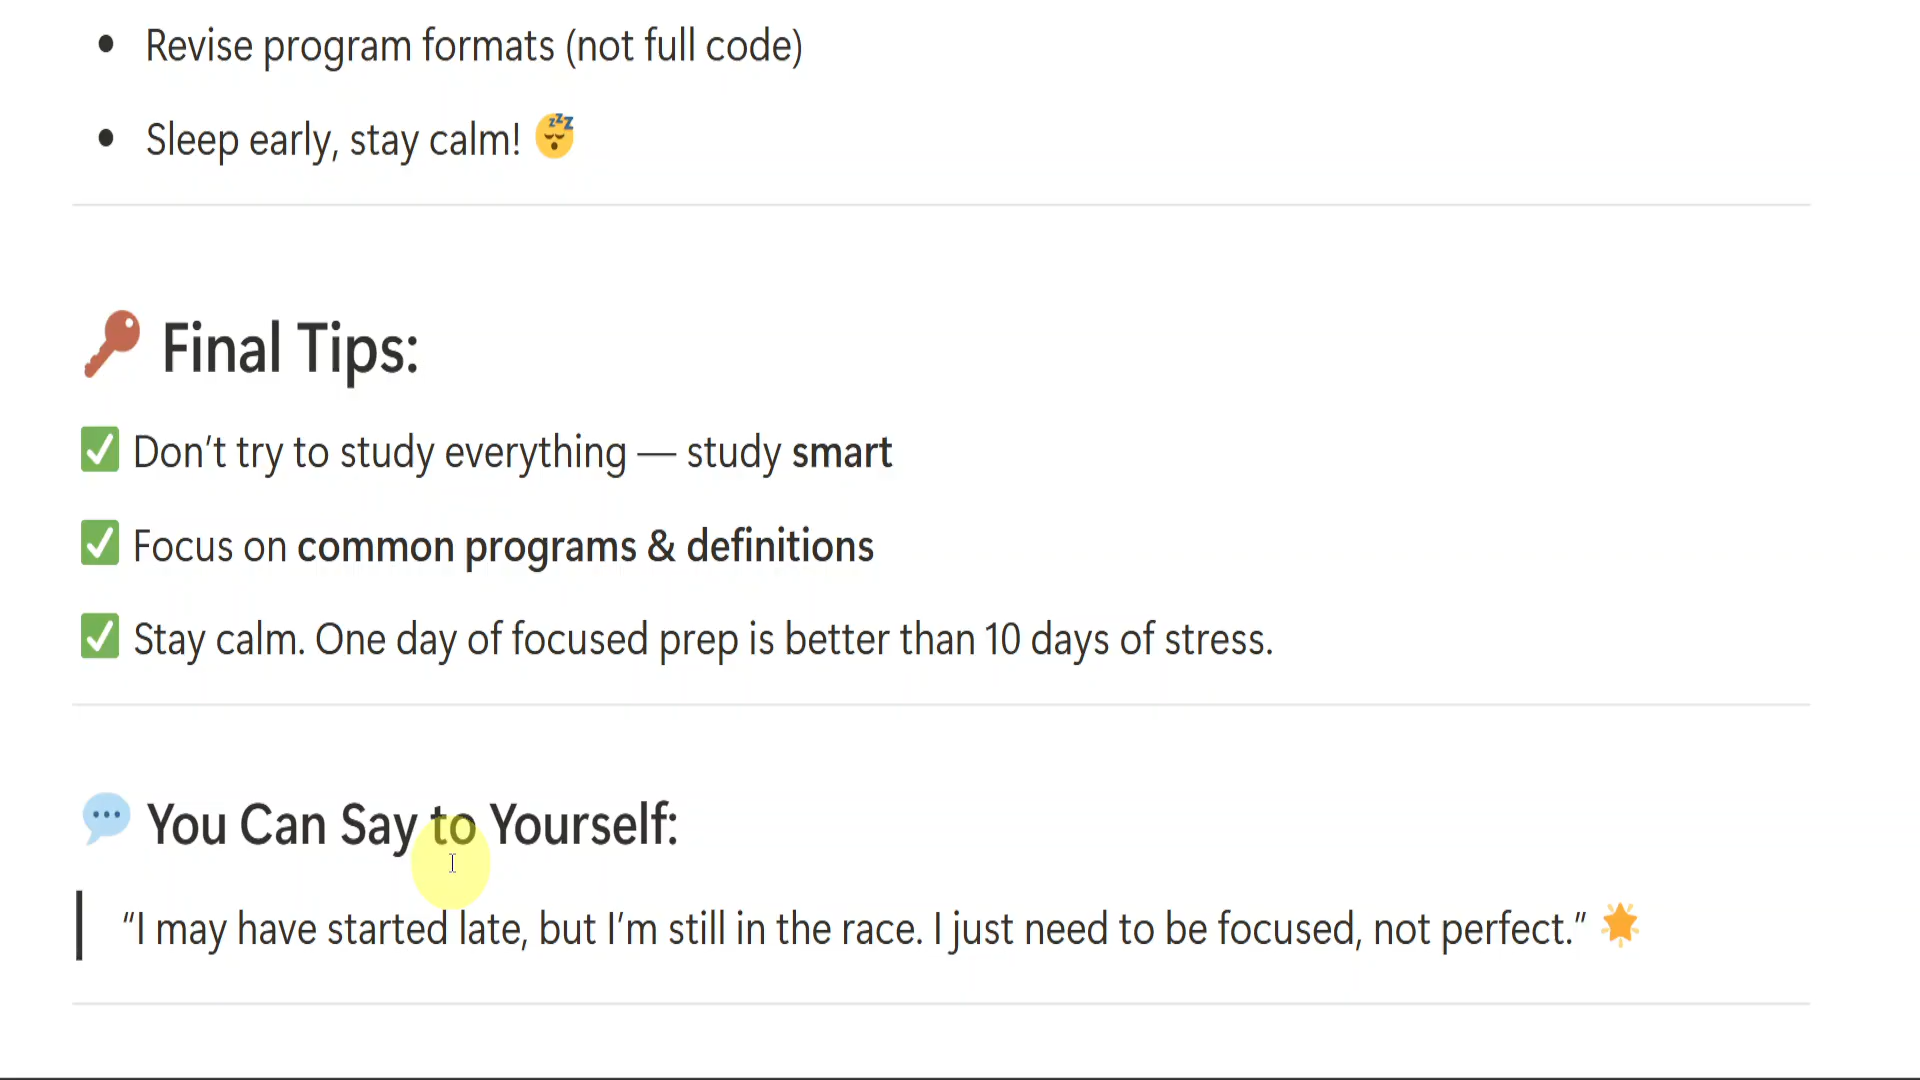 • Revise program formats (not full code)
• Sleep early, stay calm! 😴
🔑 Final Tips:
✅ Don’t try to study everything — study smart
✅ Focus on common programs & definitions
✅ Stay calm. One day of focused prep is better than 10 days of stress.
💬 You Can Say to Yourself:
“I may have started late, but I’m still in the race. I just need to be focused, not perfect.” 🌟